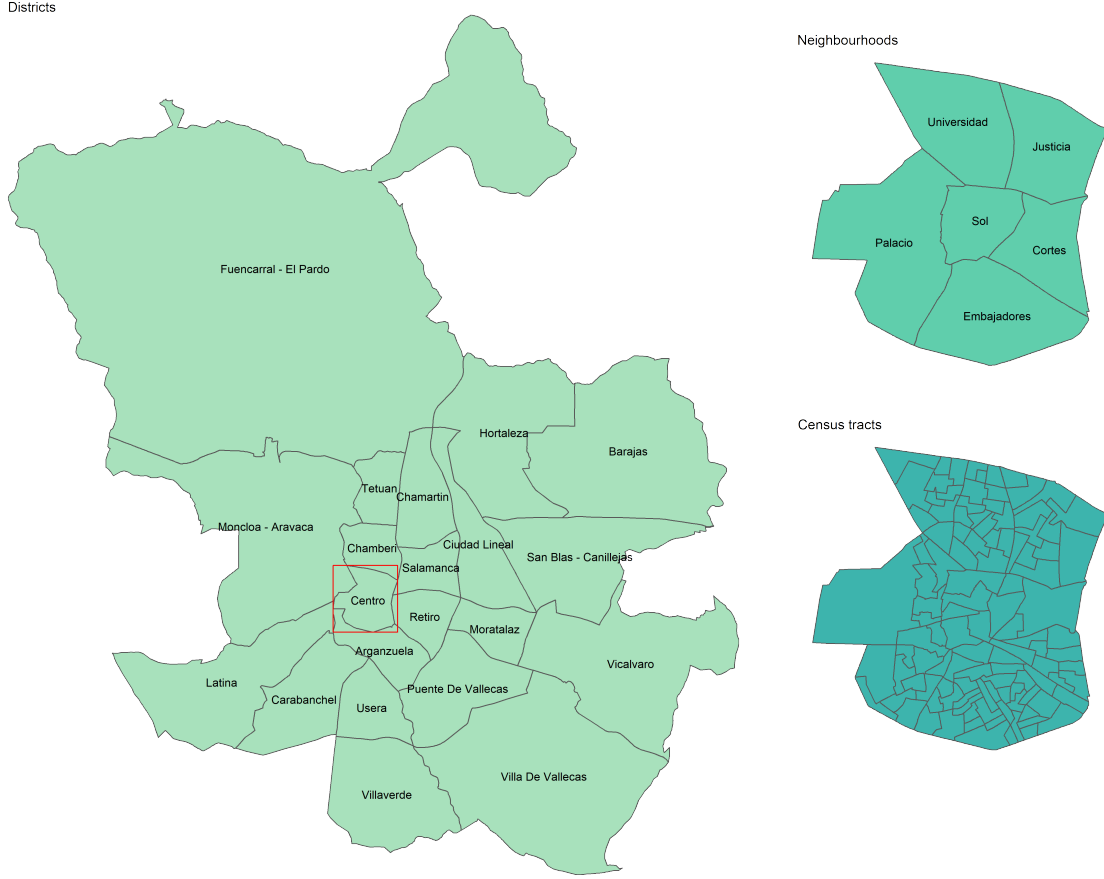 Districts
Fuencarral - El Pardo
Hortaleza
Barajas
Tetuan
Chamartin
Moncloa - Aravaca
Chamberi
Ciudad Lineal
San Blas - Canillejas
Salamanca
Centro
Retiro
Moratalaz
Arganzuela
Vicalvaro
Latina
Carabanchel
Puente De Vallecas
Usera
Villa De Vallecas
Villaverde
Neighbourhoods
Universidad
Justicia
Sol
Palacio
Cortes
Embajadores
Census tracts